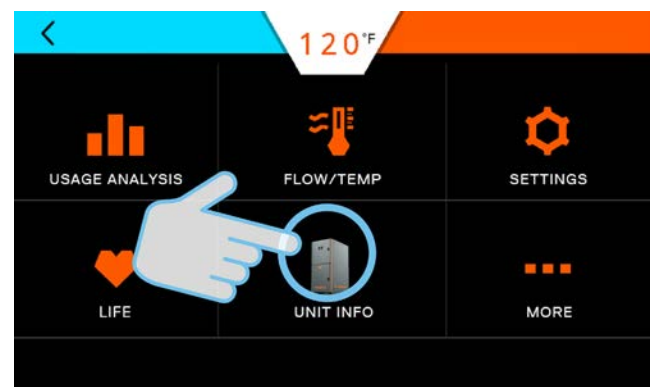 120°F
USAGE ANALYSIS
FLOW/TEMP
SETTINGS
LIFE
UNIT INFO
MORE